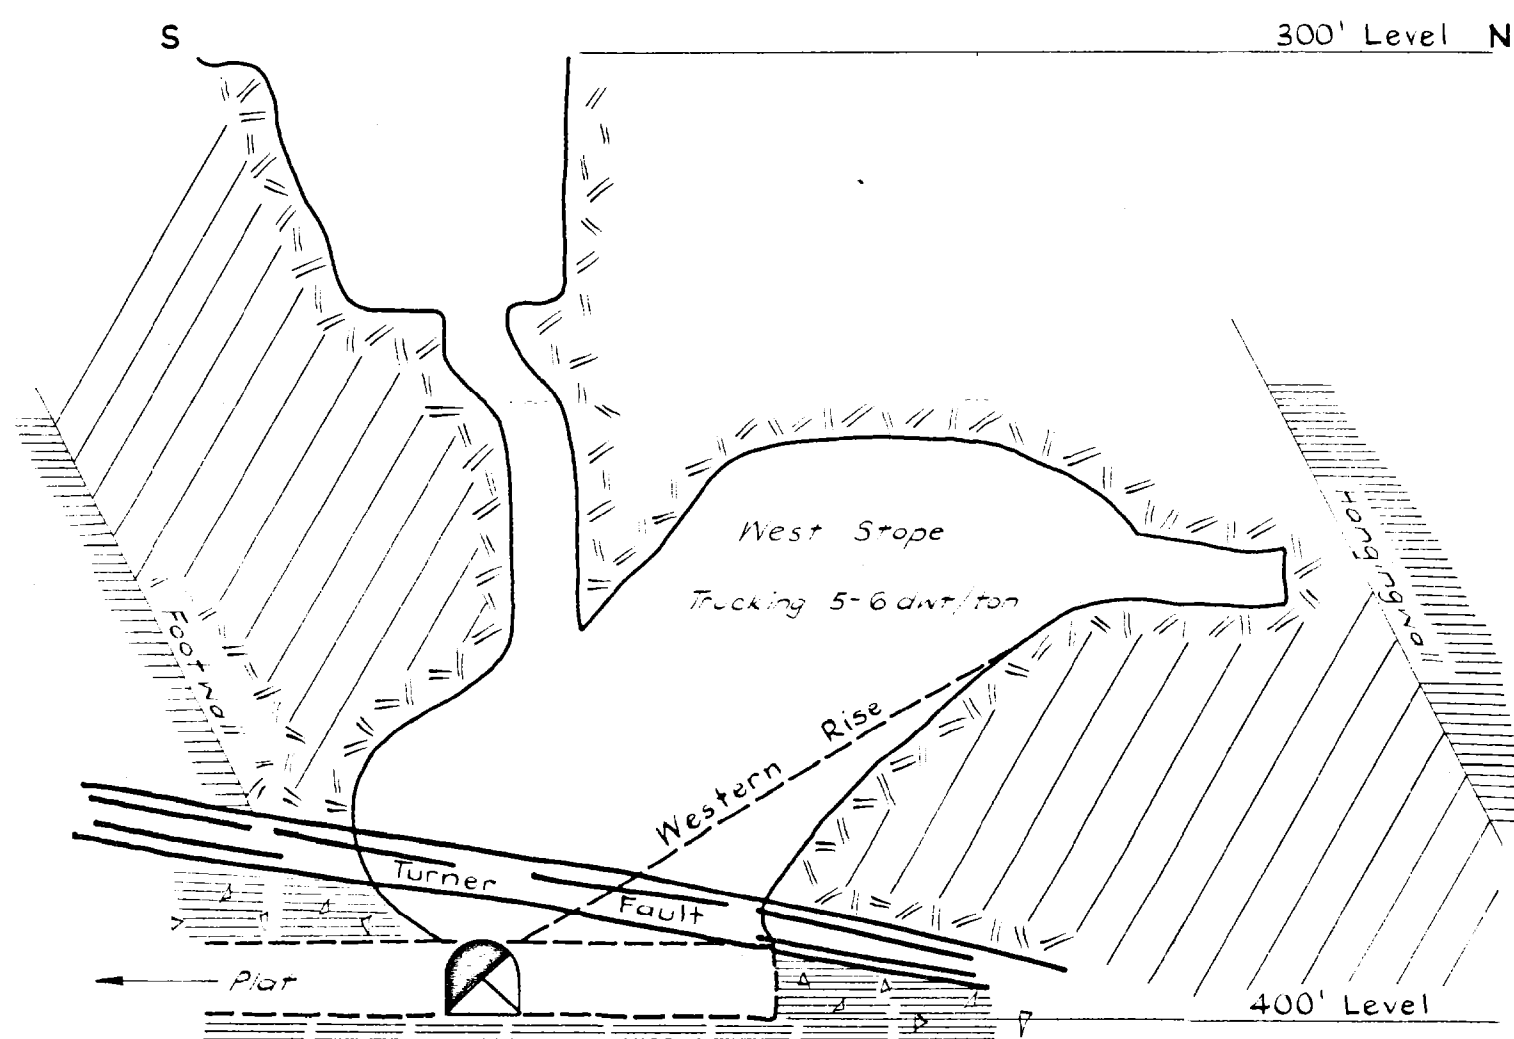 S
300' Level N
West Stope
Trucking 5-6 dwt/ton
Hangingwall
Footwall
Western Rise
Turner Fault
Plat
400' Level